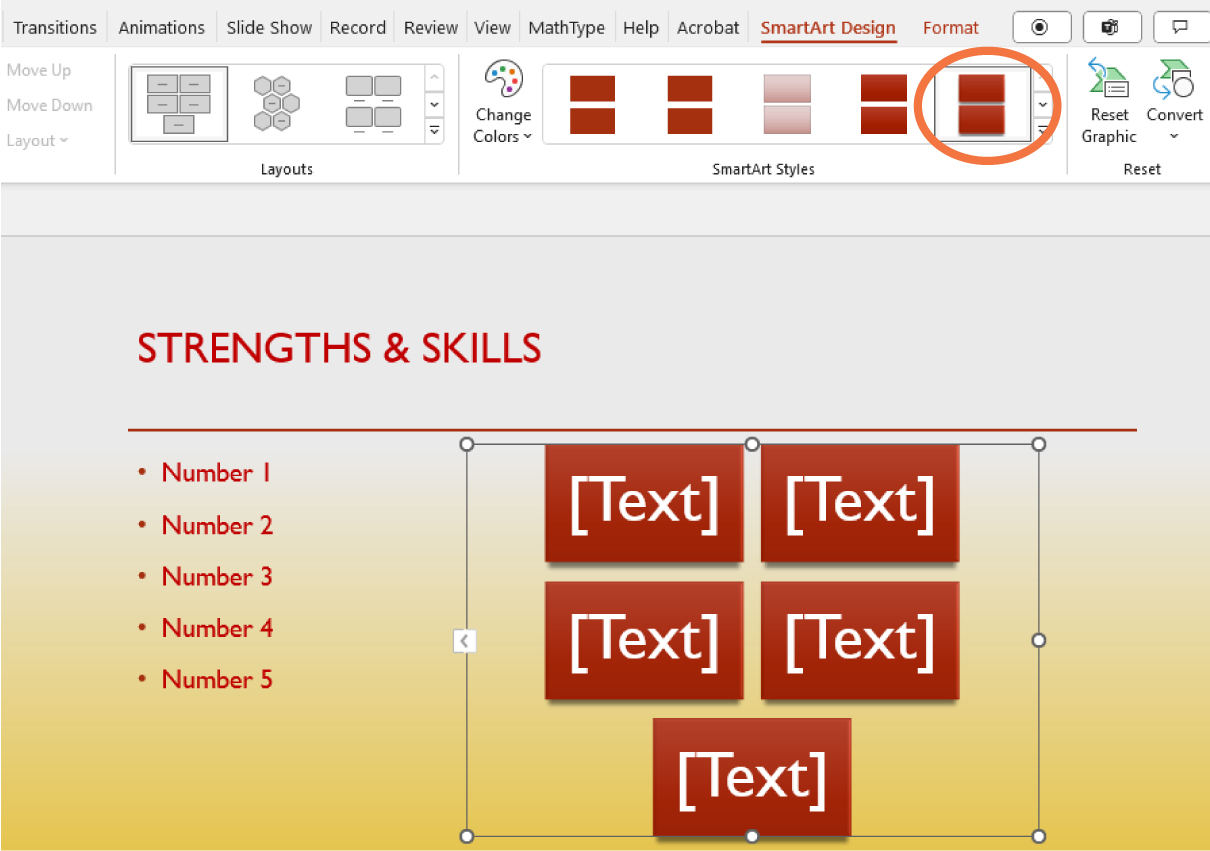 Transitions Animations Slide Show Record Review View MathType Help Acrobat SmartArt Design Format
Move Up
Move Down
Layout
Change
Colors
Reset
Graphic
Convert
Layouts
SmartArt Styles
Reset
STRENGTHS & SKILLS
• Number 1
• Number 2
• Number 3
• Number 4
• Number 5
[Text] [Text]
[Text] [Text]
[Text]